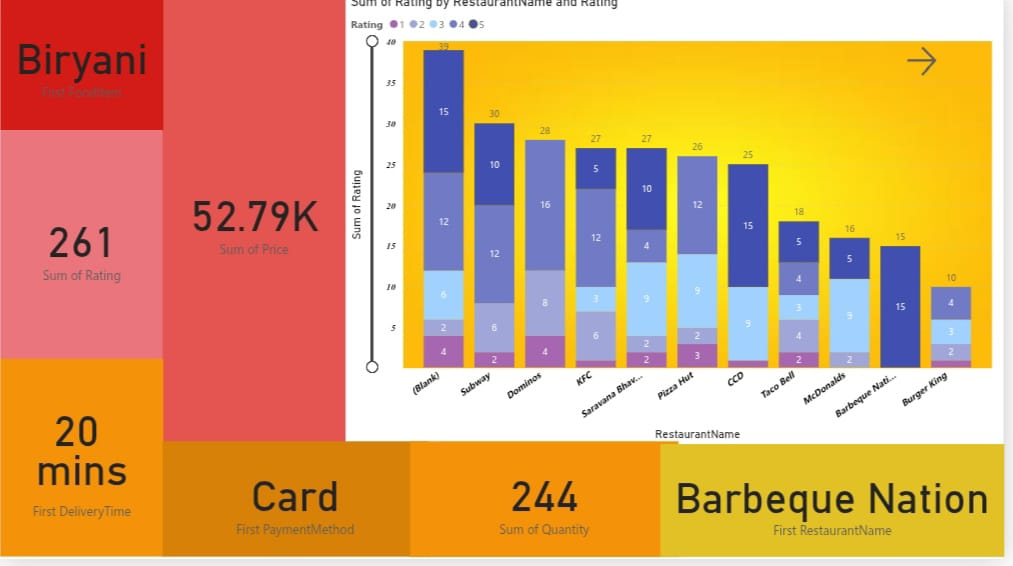 Biryani
First FoodItem
261
Sum of Rating
20
mins
First DeliveryTime
52.79K
Sum of Price
Sum of Rating by RestaurantName and Rating
Rating 1 2 3 4 5
Sum of Rating
40
35
30
25
20
15
10
5
39
15
12
6
2
4
30
10
12
6
2
28
16
8
4
27
5
12
3
6
27
10
4
9
2
2
26
12
9
2
3
25
15
9
18
5
4
3
4
2
16
5
9
2
15
15
10
4
3
2
(Blank)
Subway
Dominos
KFC
Saravana Bhav...
Pizza Hut
CCD
Taco Bell
McDonalds
Barbeque Nati...
Burger King
RestaurantName
Card
First PaymentMethod
244
Sum of Quantity
Barbeque Nation
First RestaurantName